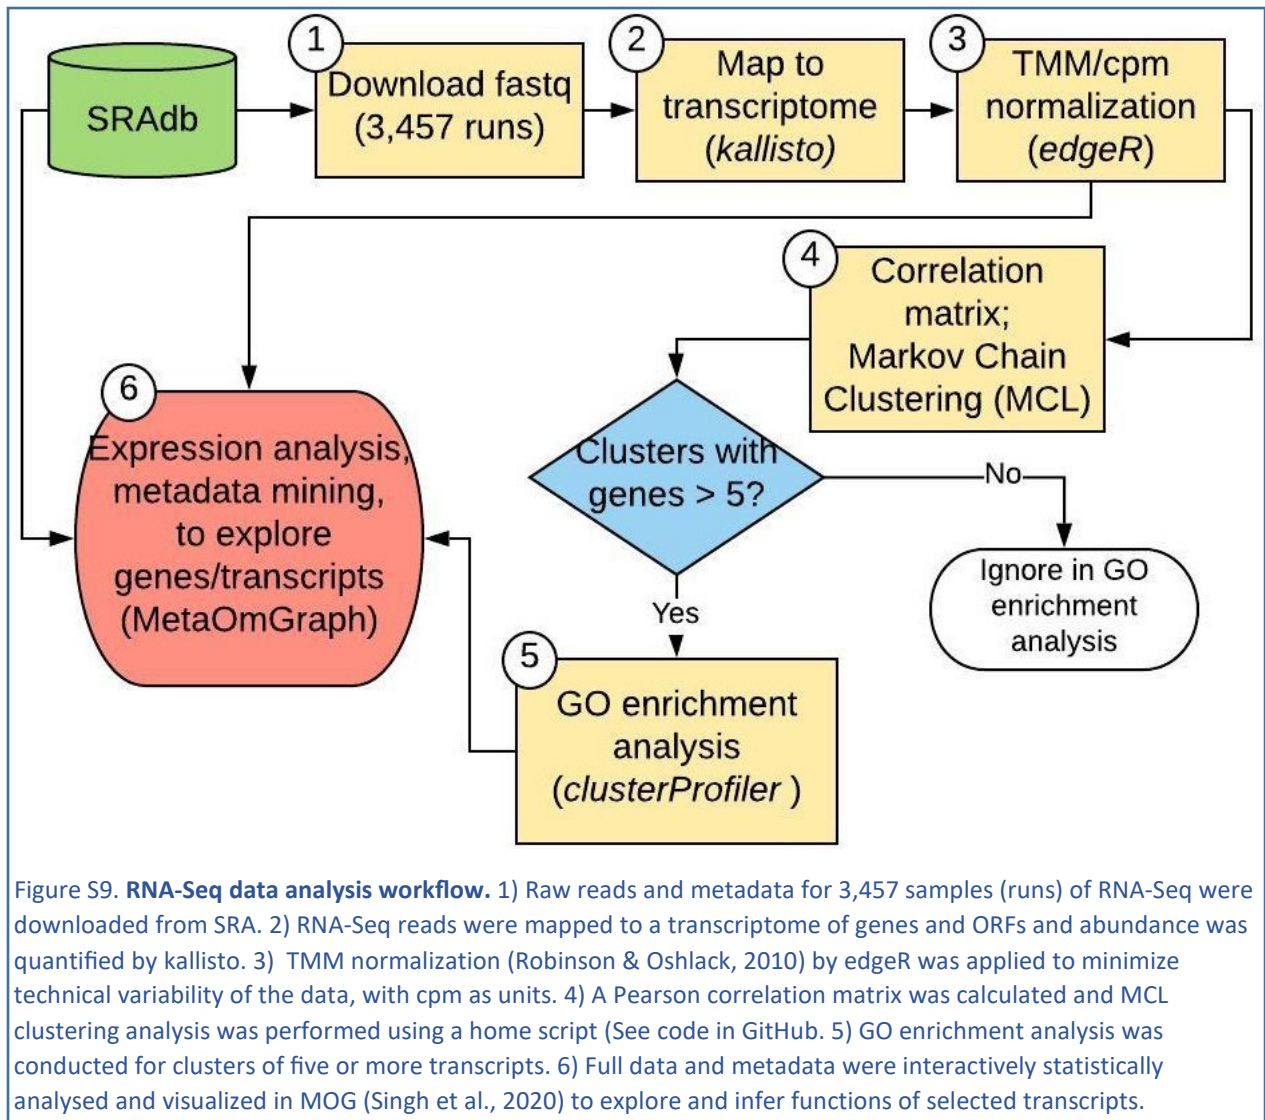 SRAdb
1
Download fastq
(3,457 runs)
2
Map to
transcriptome
(kallisto)
3
TMM/cpm
normalization
(edgeR)
4
Correlation
matrix;
Markov Chain
Clustering (MCL)
Clusters with
genes > 5?
No
Ignore in GO
enrichment
analysis
Yes
5
GO enrichment
analysis
(clusterProfiler )
6
Expression analysis,
metadata mining,
to explore
genes/transcripts
(MetaOmGraph)
Figure S9. RNA-Seq data analysis workflow. 1) Raw reads and metadata for 3,457 samples (runs) of RNA-Seq were
downloaded from SRA. 2) RNA-Seq reads were mapped to a transcriptome of genes and ORFs and abundance was
quantified by kallisto. 3) TMM normalization (Robinson & Oshlack, 2010) by edgeR was applied to minimize
technical variability of the data, with cpm as units. 4) A Pearson correlation matrix was calculated and MCL
clustering analysis was performed using a home script (See code in GitHub. 5) GO enrichment analysis was
conducted for clusters of five or more transcripts. 6) Full data and metadata were interactively statistically
analysed and visualized in MOG (Singh et al., 2020) to explore and infer functions of selected transcripts.